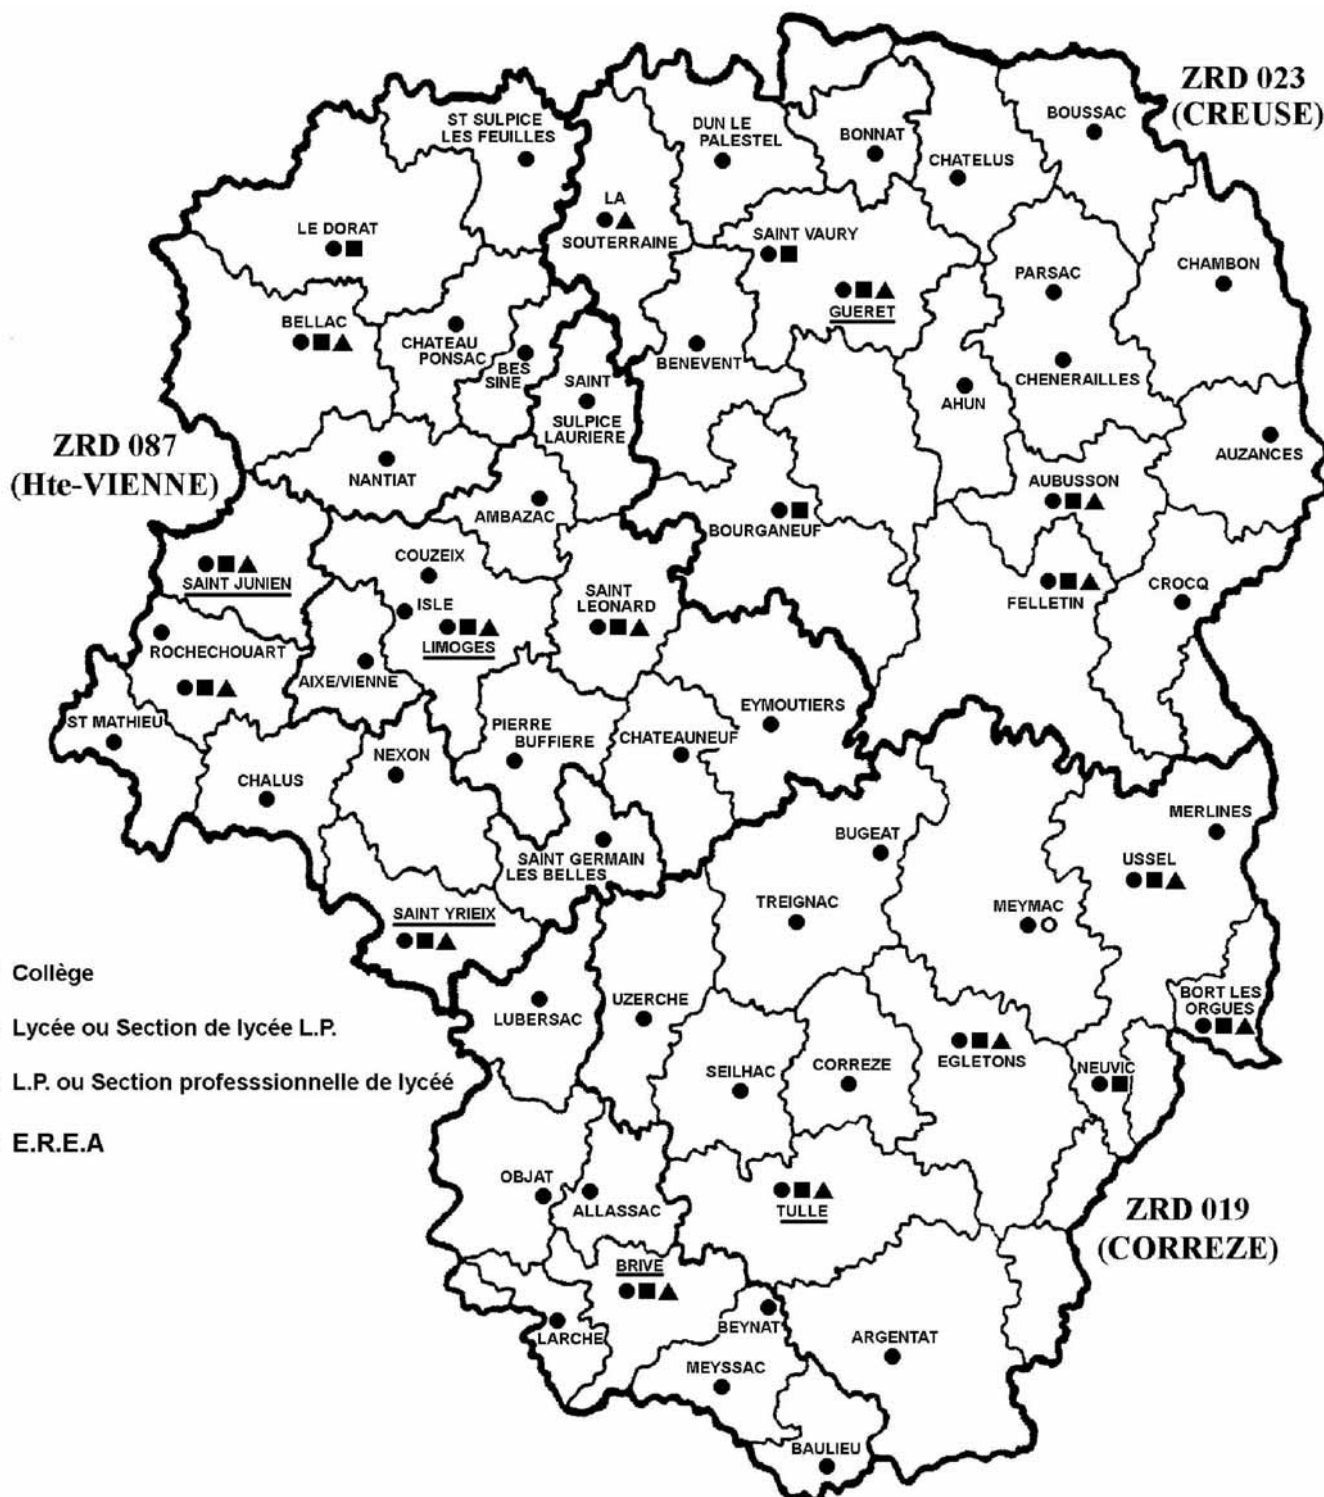 ZRD 023
(CREUSE)
ST SULPICE
LES FEUILLES
DUN LE
PALESTEL
BONNAT
BOUSSAC
CHATELUS
LA
SOUTERRAINE
LE DORAT
SAINT VAURY
PARSAC
CHAMBON
GUERET
BELLAC
CHATEAU
PONSAC
BES
SINE
BENEVENT
CHENERAILLES
SAINT
SULPICE
LAURIERE
AHUN
ZRD 087
(Hte-VIENNE)
NANTIAT
AUZANCES
AMBAZAC
AUBUSSON
BOURGANEUF
COUZEIX
SAINT JUNIEN
SAINT
LEONARD
FELLETIN
CROCQ
ISLE
LIMOGES
ROCHECHOUART
AIXE/VIENNE
ST MATHIEU
PIERRE
BUFFIERE
CHATEAUNEUF
EYMOUTIERS
NEXON
CHALUS
MERLINES
BUGEAT
SAINT GERMAIN
LES BELLES
USSEL
SAINT YRIEIX
TREIGNAC
MEYMAC
Collège
BORT LES
ORGUES
UZERCHE
LUBERSAC
Lycée ou Section de lycée L.P.
EGLETONS
SEILHAC
CORREZE
NEUVIC
L.P. ou Section professsionnelle de lycéé
E.R.E.A
OBJAT
ALLASSAC
TULLE
ZRD 019
(CORREZE)
BRIVE
BEYNAT
LARCHE
ARGENTAT
MEYSSAC
BAULIEU